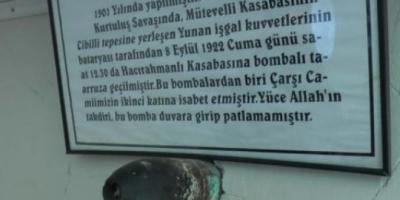 1901 Yılında yapılmıştır
Kurtuluş Savaşında, Mütevelli Kasabasının
Cibilli tepesine yerleşen Yunan işgal kuvvetlerinin
bataryası tarafından 8 Eylül 1922 Cuma günü sa-
at 12.30 da Hacırahmanlı Kasabasına bombalı ta-
arruza geçilmiştir.Bu bombalardan biri Çarşı Ca-
miimizin ikinci katına isabet etmiştir.Yüce Allah'ın
takdiri, bu bomba duvara girip patlamamıştır.